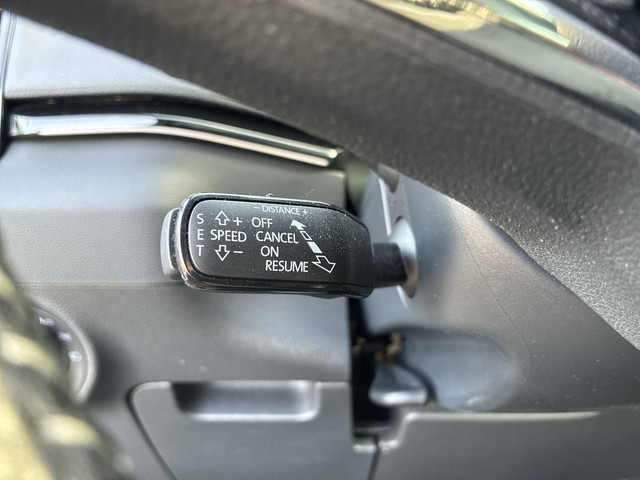 - DISTANCE +
S + OFF
E SPEED CANCEL
T - ON
RESUME